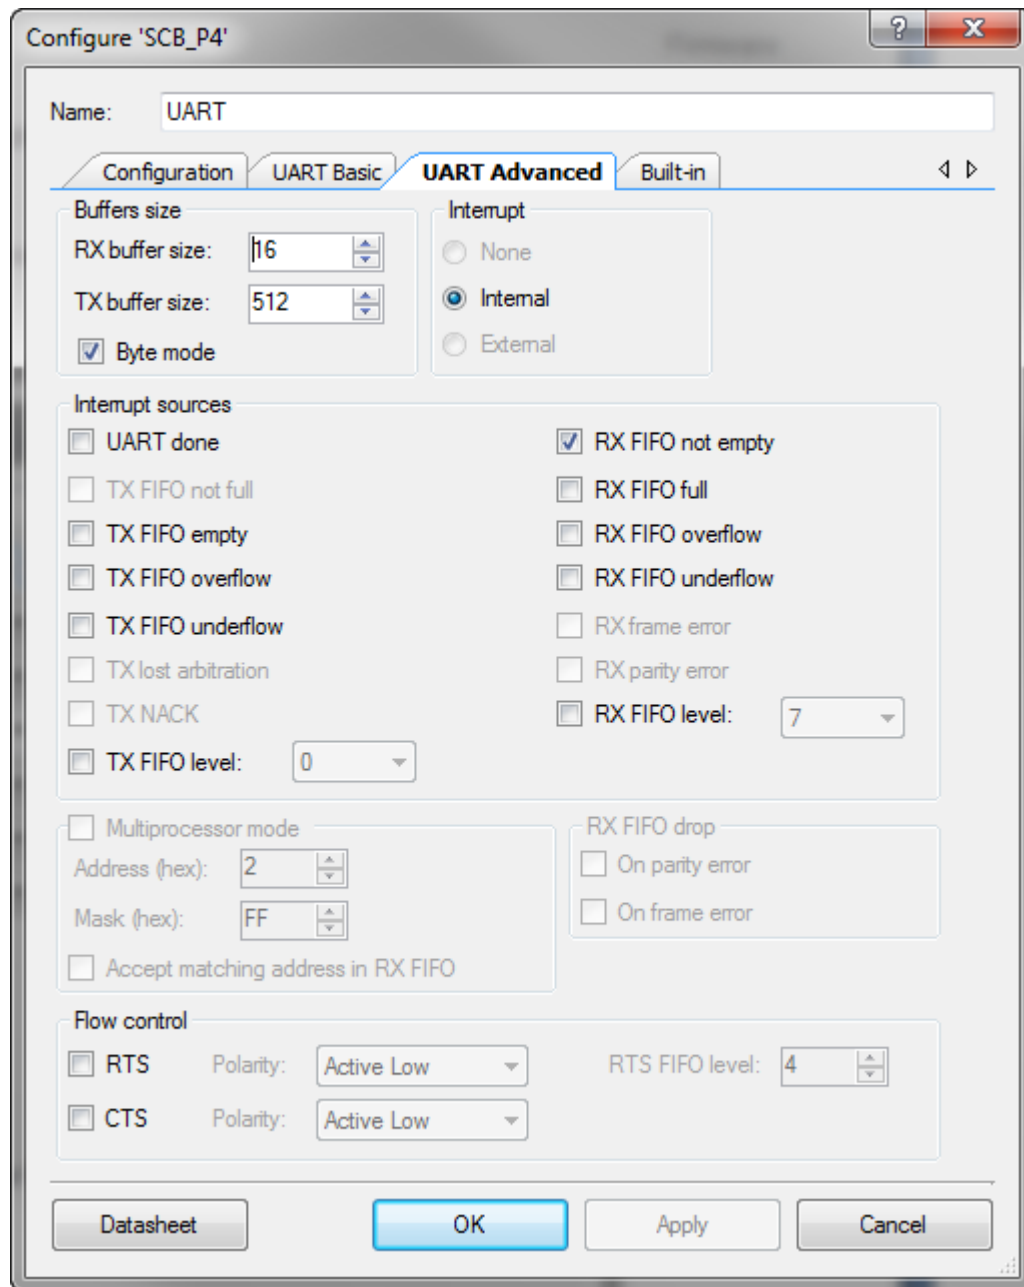 Configure 'SCB_P4'
Name: UART
Configuration UART Basic UART Advanced Built-in
Buffers size Interrupt
RX buffer size: 16 None
TX buffer size: 512 Internal
Byte mode External
Interrupt sources
UART done RX FIFO not empty
TX FIFO not full RX FIFO full
TX FIFO empty RX FIFO overflow
TX FIFO overflow RX FIFO underflow
TX FIFO underflow RX frame error
TX lost arbitration RX parity error
TX NACK RX FIFO level: 7
TX FIFO level: 0
Multiprocessor mode RX FIFO drop
Address (hex): 2 On parity error
Mask (hex): FF On frame error
Accept matching address in RX FIFO
Flow control
RTS Polarity: Active Low RTS FIFO level: 4
CTS Polarity: Active Low
Datasheet OK Apply Cancel